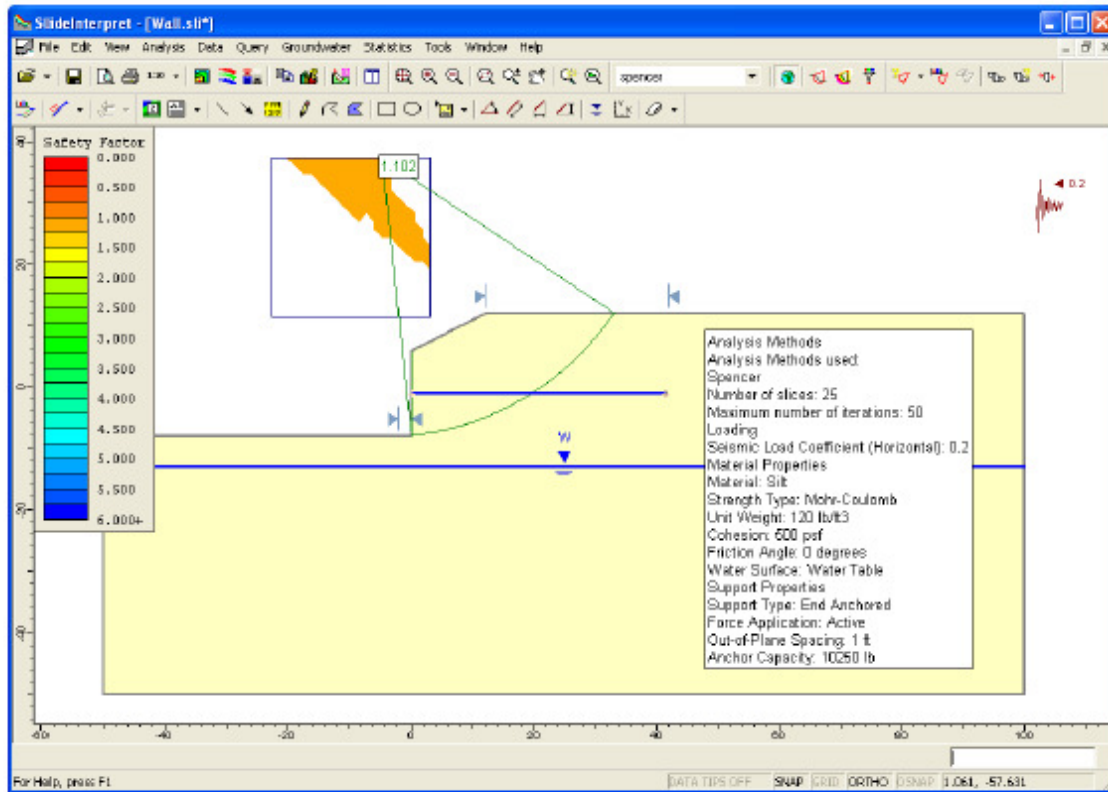 SlideInterpret - [Wall.sli*]
File Edit View Analysis Data Query Groundwater Statistics Tools Window Help
spencer
Safety Factor
0.000
0.500
1.000
1.500
2.000
2.500
3.000
3.500
4.000
4.500
5.000
5.500
6.000+
1.102
0.2
W
Analysis Methods
Analysis Methods used:
Spencer
Number of slices: 25
Maximum number of iterations: 50
Loading
Seismic Load Coefficient (Horizontal): 0.2
Material Properties
Material: Silt
Strength Type: Mohr-Coulomb
Unit Weight: 120 lb/ft3
Cohesion: 500 psf
Friction Angle: 0 degrees
Water Surface: Water Table
Support Properties
Support Type: End Anchored
Force Application: Active
Out-of-Plane Spacing: 1 ft
Anchor Capacity: 10250 lb
40
20
0
-20
-40
-60 -40 -20 0 20 40 60 80 100
For Help, press F1
DATA TIPS OFF SNAP GRID ORTHO OSNAP 1.061, -57.631